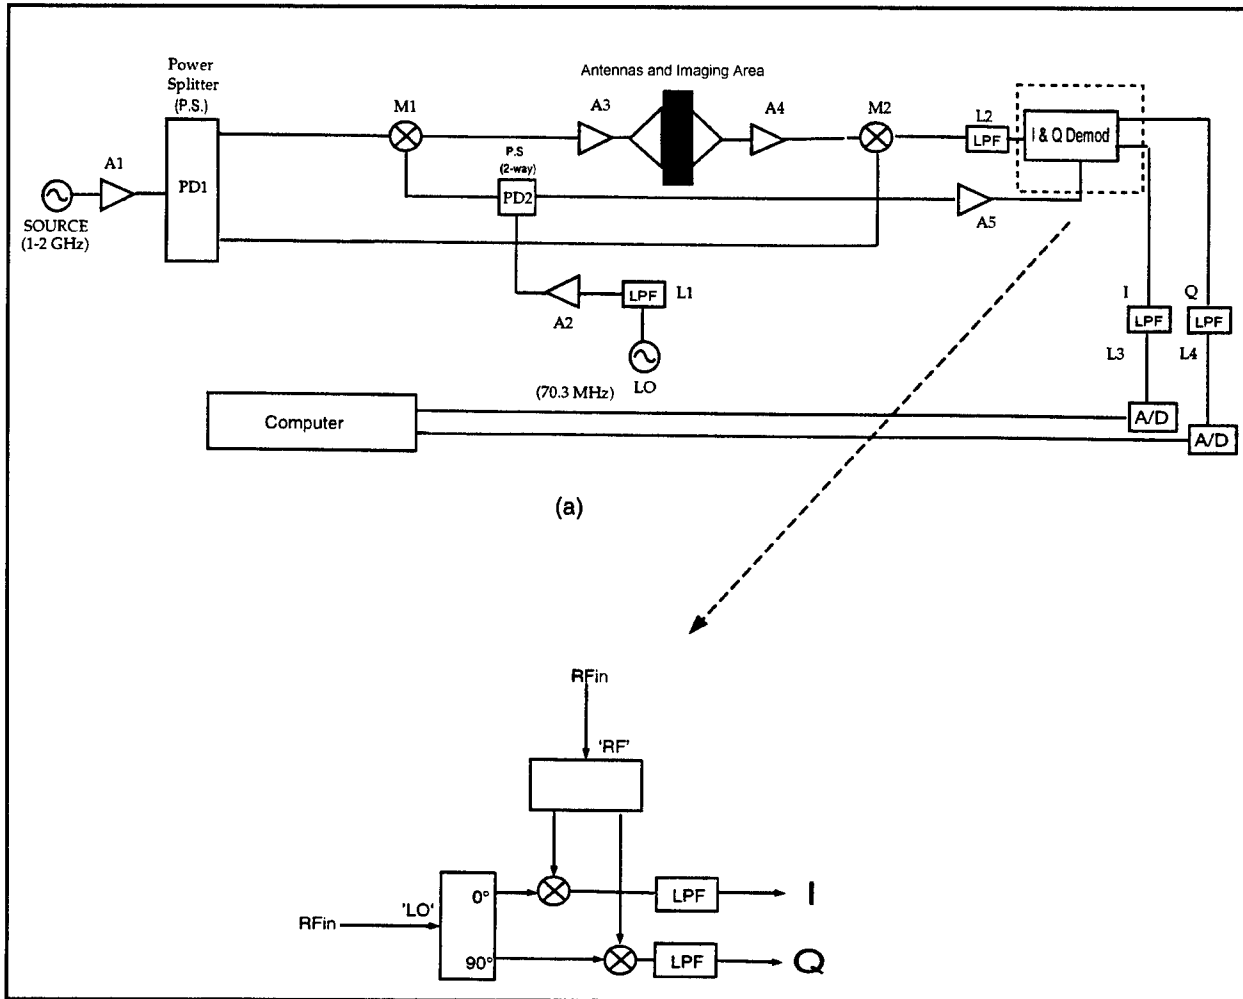 Power
Splitter
(P.S.)
Antennas and Imaging Area
M1
A3
A4
M2
L2
LPF
I & Q Demod
A1
PD1
P.S
(2-way)
PD2
A5
SOURCE
(1-2 GHz)
A2
LPF
L1
I
Q
LPF
LPF
L3
L4
LO
(70.3 MHz)
Computer
A/D
A/D
(a)
RFin
'RF'
0°
LPF
I
RFin
'LO'
90°
LPF
Q